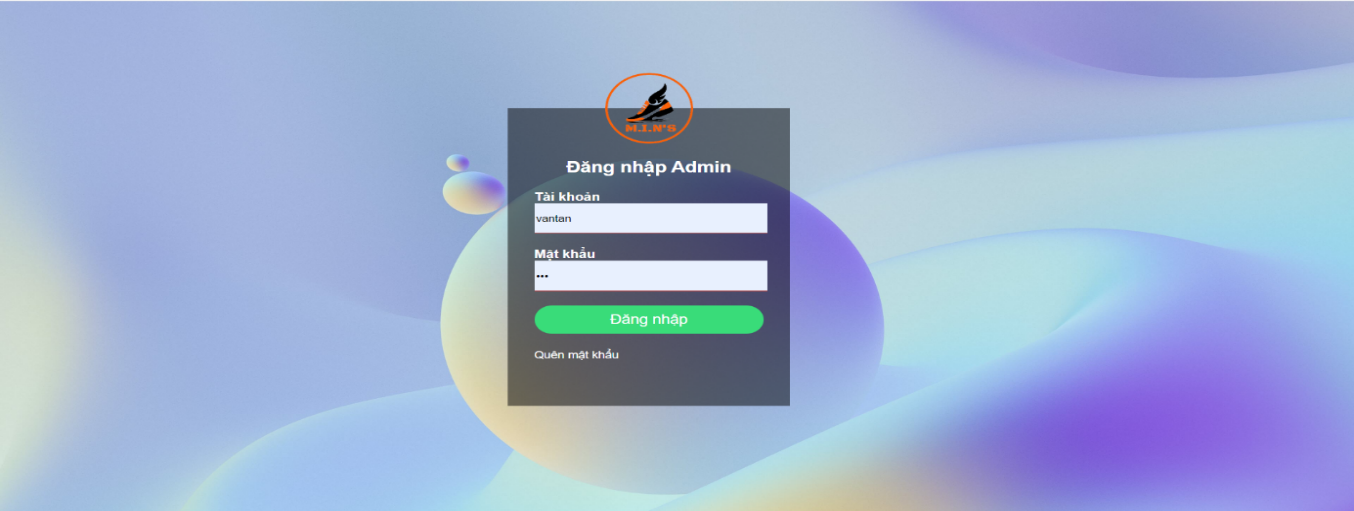 M.I.N'S
Đăng nhập Admin
Tài khoản
vantan
Mật khẩu
•••
Đăng nhập
Quên mật khẩu